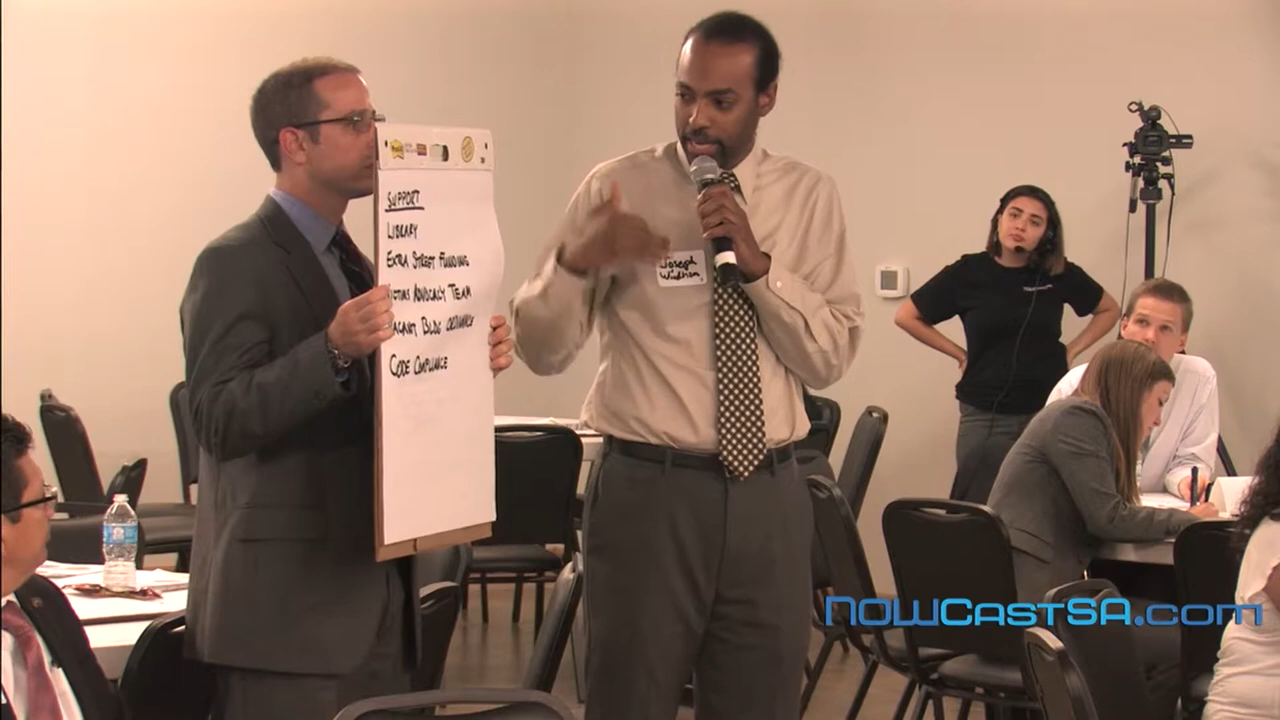 SUPPORT
LIBRARY
EXTRA STREET FUNDING
VICTIMS ADVOCACY TEAM
VACANT BLDG ORDINANCE
CODE COMPLIANCE
Joseph
NOWCastSA.com